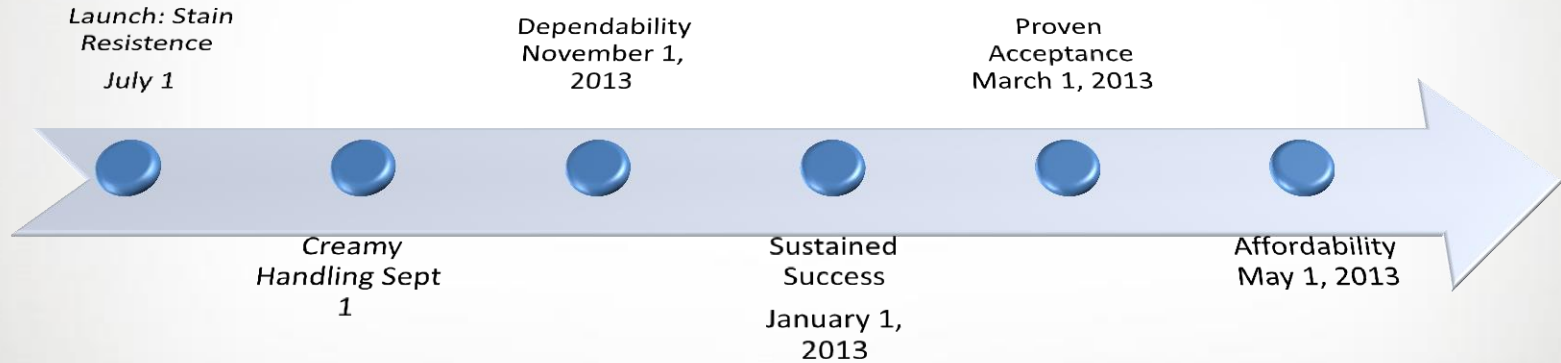 Launch: Stain
Resistence
July 1
Creamy
Handling Sept
1
Dependability
November 1,
2013
Sustained
Success
January 1,
2013
Proven
Acceptance
March 1, 2013
Affordability
May 1, 2013